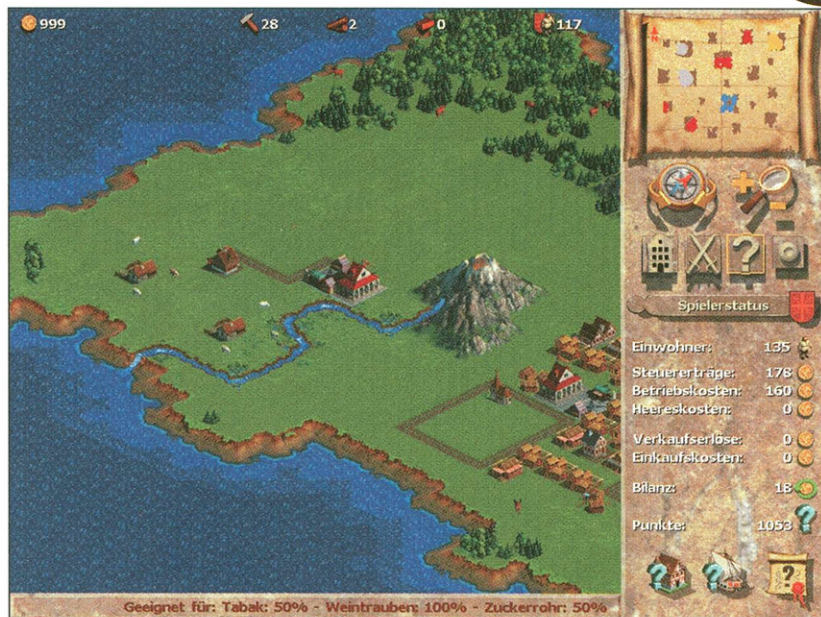 999 28 2 0 117
Spielerstatus
Einwohner: 135
Steuererträge: 178
Betriebskosten: 160
Heereskosten: 0
Verkaufserlöse: 0
Einkaufskosten: 0
Bilanz: 18
Punkte: 1053
Geeignet für: Tabak: 50% - Weintrauben: 100% - Zuckerrohr: 50%